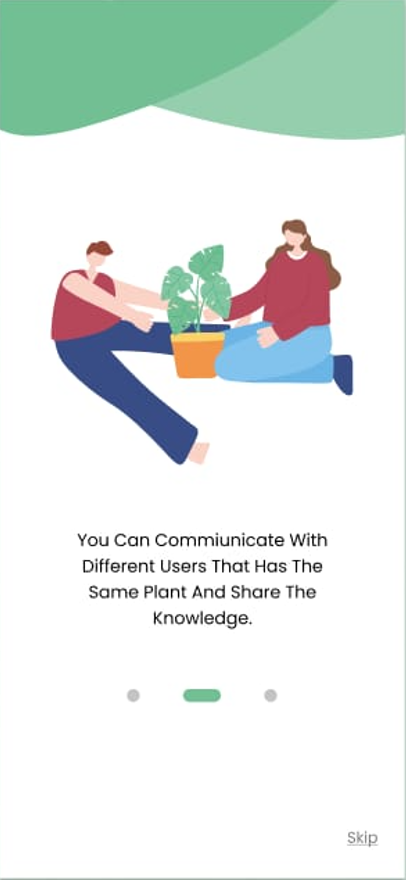 You Can Commiunicate With
Different Users That Has The
Same Plant And Share The
Knowledge.
Skip